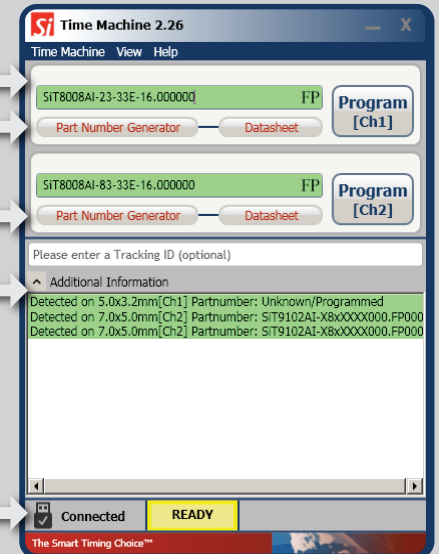 Si Time Machine 2.26
Time Machine View Help
SiT8008AI-23-33E-16.000000 FP
Program
[Ch1]
Part Number Generator Datasheet
SiT8008AI-83-33E-16.000000 FP
Program
[Ch2]
Part Number Generator Datasheet
Please enter a Tracking ID (optional)
Additional Information
Detected on 5.0x3.2mm[Ch1] Partnumber: Unknown/Programmed
Detected on 7.0x5.0mm[Ch2] Partnumber: SiT9102AI-X8xXXXX000.FP000
Detected on 7.0x5.0mm[Ch2] Partnumber: SiT9102AI-X8xXXXX000.FP000
Connected READY
The Smart Timing Choice™